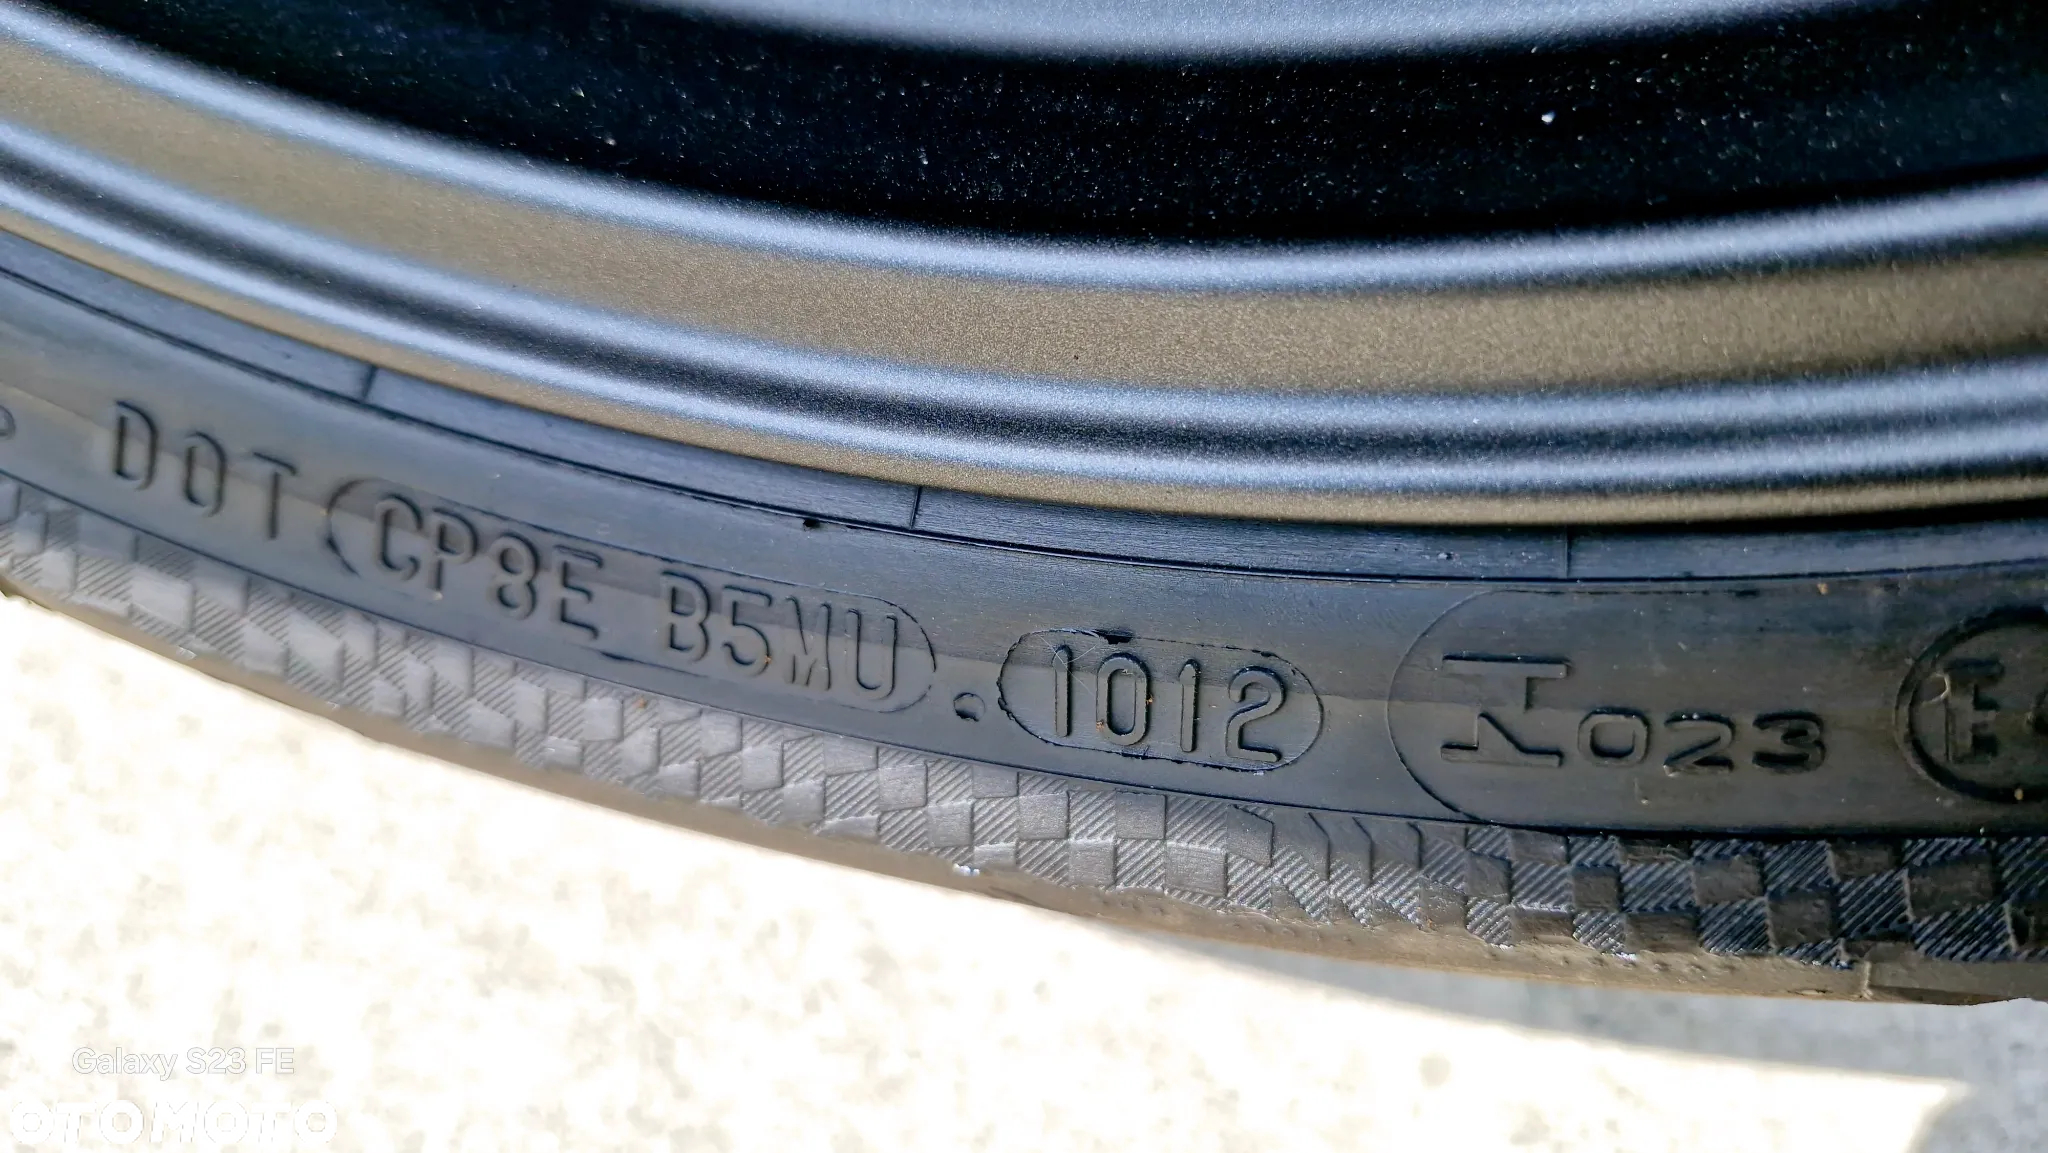 DOT CP8E B5MU 1012 023
Galaxy S23 FE
OTOMOTO